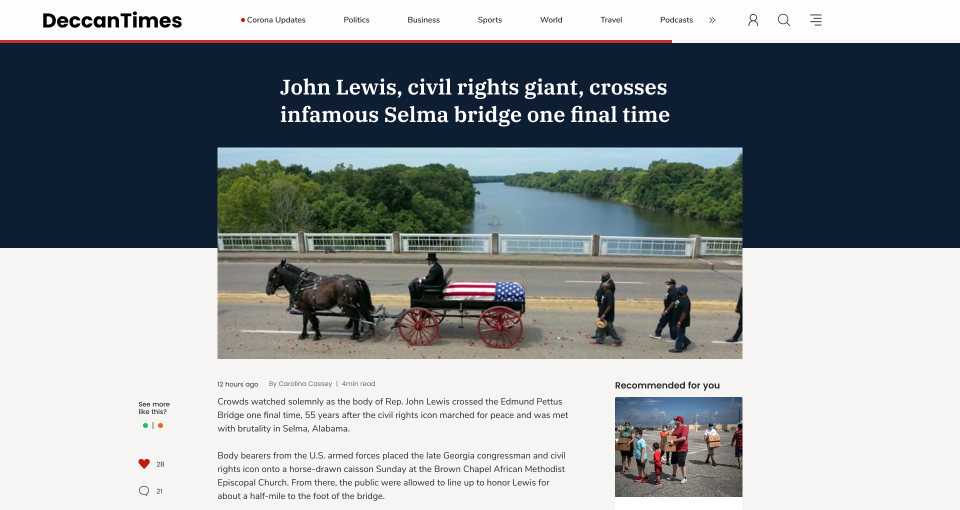 DeccanTimes
Corona Updates
Politics
Business
Sports
World
Travel
Podcasts
John Lewis, civil rights giant, crosses
infamous Selma bridge one final time
12 hours ago By Carolina Cassey | 4min read
Recommended for you
See more
like this?
28
21
Crowds watched solemnly as the body of Rep. John Lewis crossed the Edmund Pettus
Bridge one final time, 55 years after the civil rights icon marched for peace and was met
with brutality in Selma, Alabama.
Body bearers from the U.S. armed forces placed the late Georgia congressman and civil
rights icon onto a horse-drawn caisson Sunday at the Brown Chapel African Methodist
Episcopal Church. From there, the public were allowed to line up to honor Lewis for
about a half-mile to the foot of the bridge.